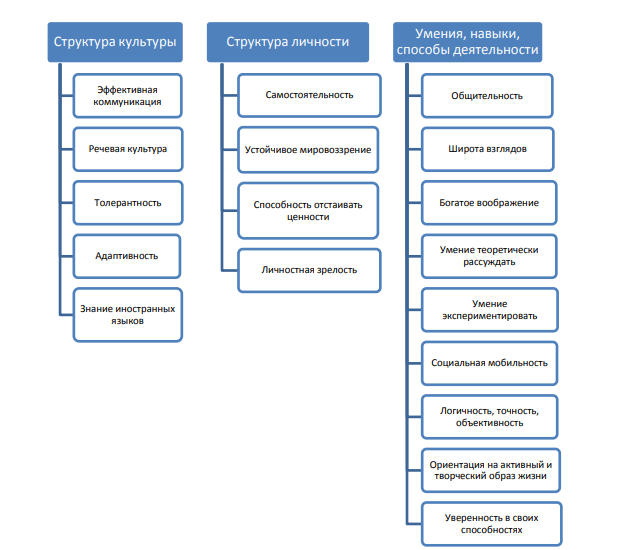 Структура культуры
Эффективная
коммуникация
Речевая культура
Толерантность
Адаптивность
Знание иностранных
языков
Структура личности
Самостоятельность
Устойчивое мировоззрение
Способность отстаивать
ценности
Личностная зрелость
Умения, навыки,
способы деятельности
Общительность
Широта взглядов
Богатое воображение
Умение теоретически
рассуждать
Умение
экспериментировать
Социальная мобильность
Логичность, точность,
объективность
Ориентация на активный и
творческий образ жизни
Уверенность в своих
способностях